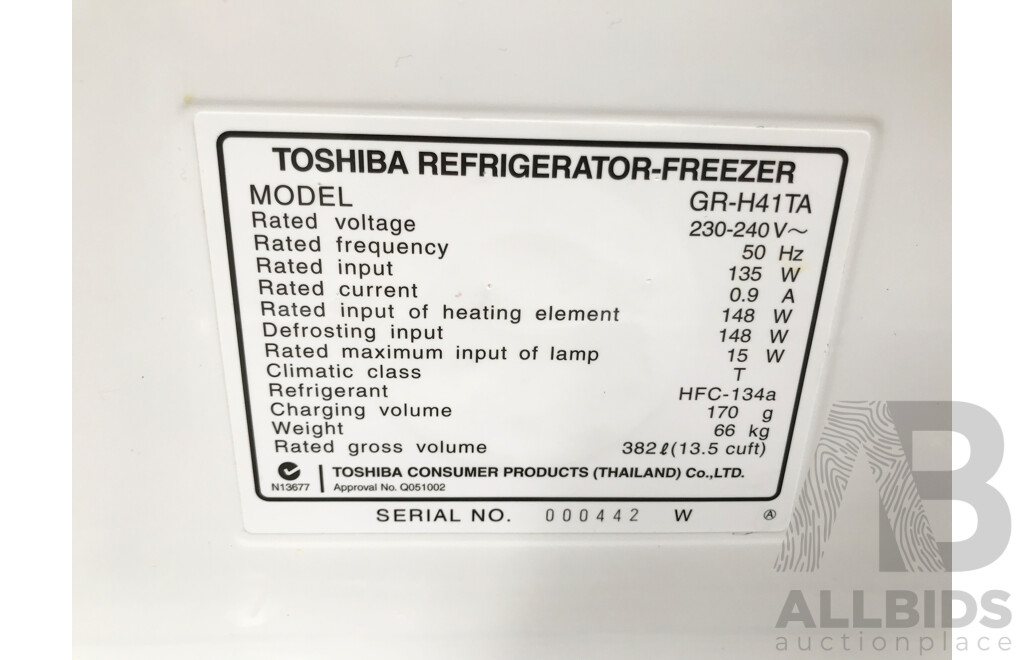 TOSHIBA REFRIGERATOR-FREEZER
MODEL GR-H41TA
Rated voltage 230-240V~
Rated frequency 50 Hz
Rated input 135 W
Rated current 0.9 A
Rated input of heating element 148 W
Defrosting input 148 W
Rated maximum input of lamp 15 W
Climatic class T
Refrigerant HFC-134a
Charging volume 170 g
Weight 66 kg
Rated gross volume 382ℓ(13.5 cuft)
TOSHIBA CONSUMER PRODUCTS (THAILAND) Co.,LTD.
N13677 Approval No. Q051002
SERIAL NO. 000442 W Ⓐ
AB
ALLBIDS
auctionplace